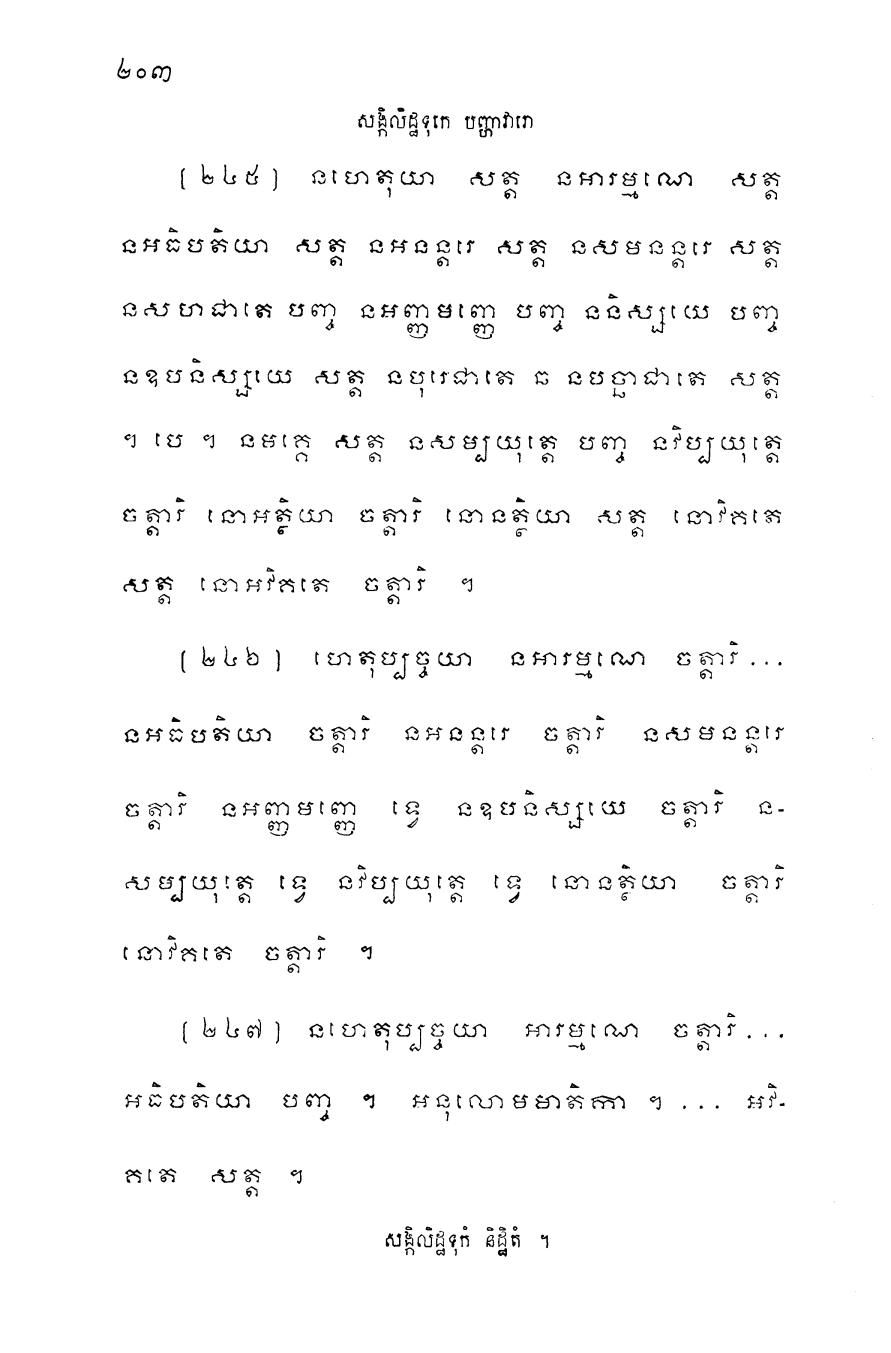 ២០៣
សង្កិលិដ្ឋទុកេ បញ្ហាវារោ
[២៤៥] នហេតុយា សត្ត នអារម្មណេ សត្ត
នអធិបតិយា សត្ត នអនន្តរេ សត្ត នសមនន្តរេ សត្ត
នសហជាតេ បញ្ច នអញ្ញមញ្ញេ បញ្ច ននិស្សយេ បញ្ច
នឧបនិស្សយេ សត្ត នបុរេជាតេ ឆ នបច្ឆាជាតេ សត្ត
។ បេ ។ នមគ្គេ សត្ត នសម្បយុត្តេ បញ្ច នវិប្បយុត្តេ
ចត្តារិ នោអត្ថិយា ចត្តារិ នោនត្ថិយា សត្ត នោវិគតេ
សត្ត នោអវិគតេ ចត្តារិ ។
[២៤៦] ហេតុប្បច្ចយា នអារម្មណេ ចត្តារិ...
នអធិបតិយា ចត្តារិ នអនន្តរេ ចត្តារិ នសមនន្តរេ
ចត្តារិ នអញ្ញមញ្ញេ ទ្វេ នឧបនិស្សយេ ចត្តារិ ន-
សម្បយុត្តេ ទ្វេ នវិប្បយុត្តេ ទ្វេ នោនត្ថិយា ចត្តារិ
នោវិគតេ ចត្តារិ ។
[២៤៧] នហេតុប្បច្ចយា អារម្មណេ ចត្តារិ...
អធិបតិយា បញ្ច ។ អនុលោមមាតិកា ។ ... អវិ-
គតេ សត្ត ។
សង្កិលិដ្ឋទុកំ និដ្ឋិតំ ។